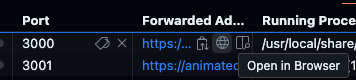 Port Forwarded Ad... Running Proce
3000 https:/... /usr/local/share/
3001 https://animated
Open in Browser